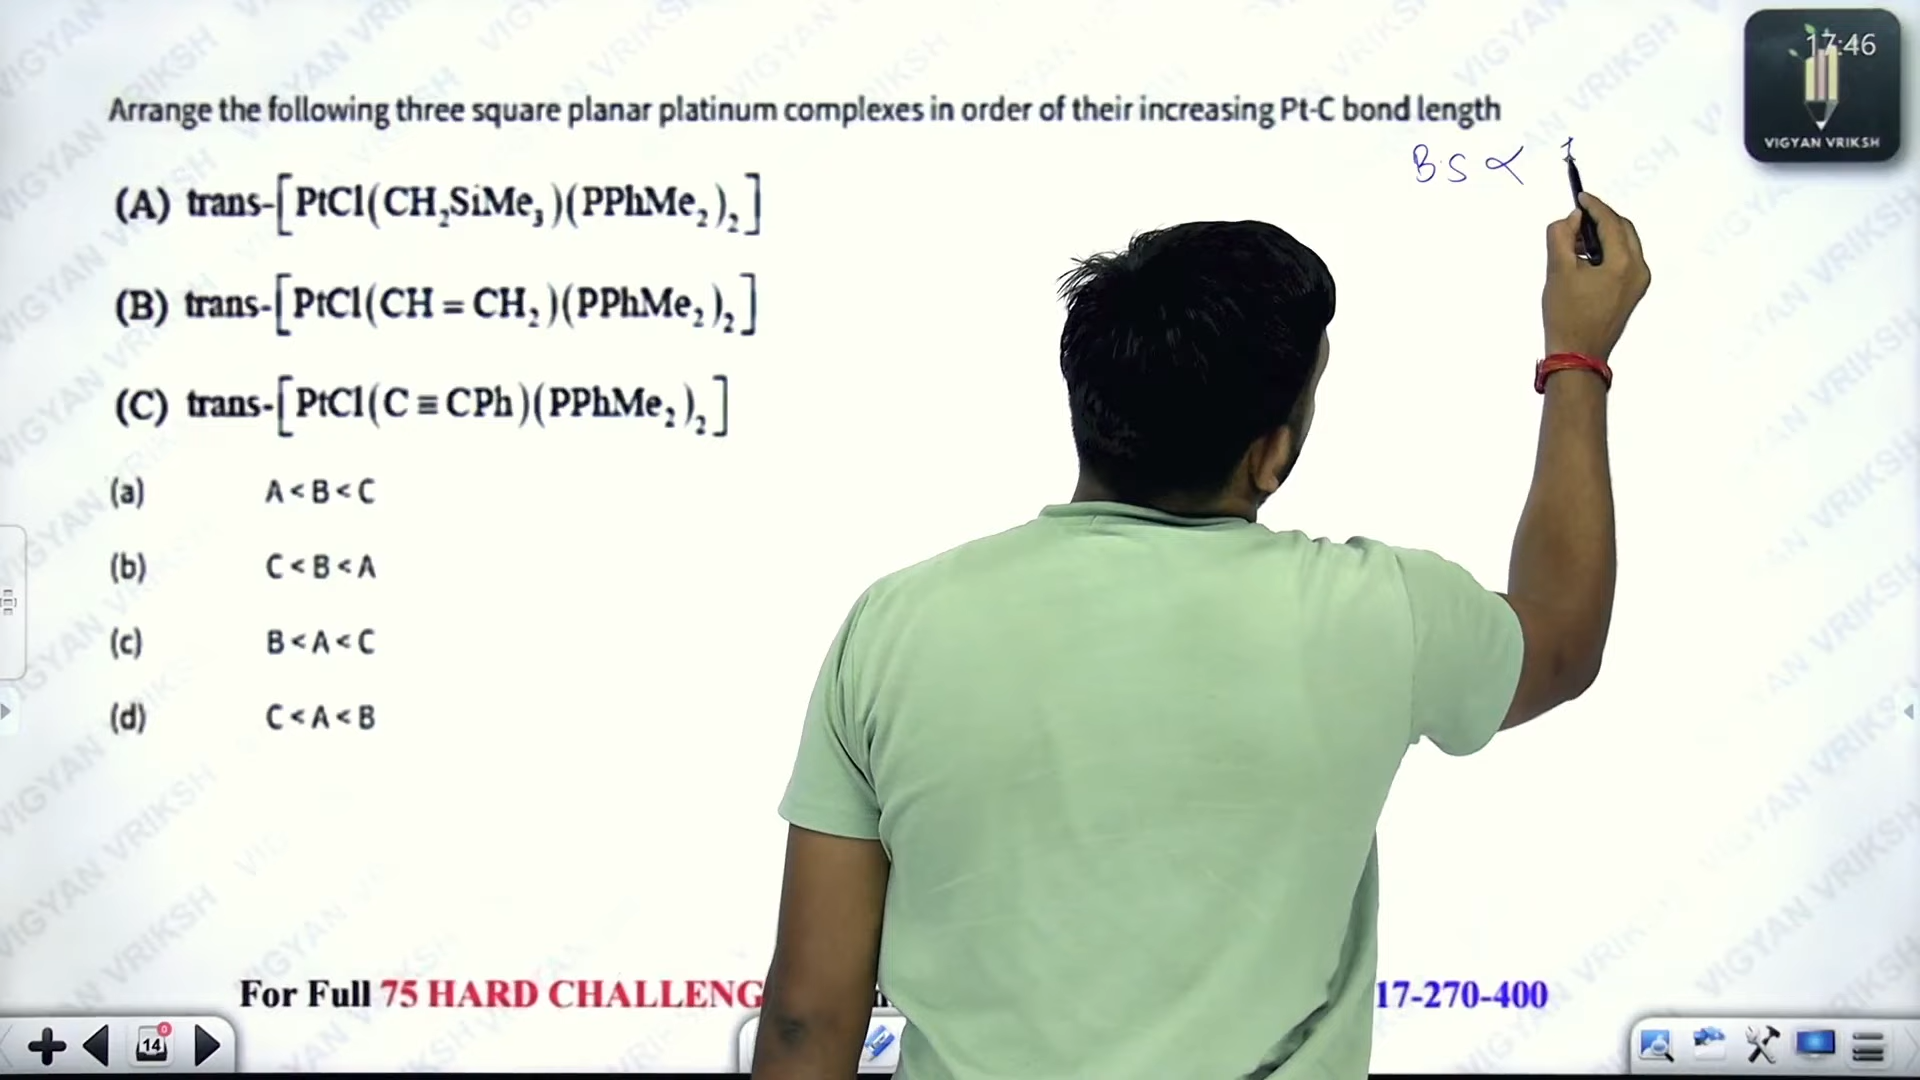 17:46
VIGYAN VRIKSH
Arrange the following three square planar platinum complexes in order of their increasing Pt-C bond length
B.S ∝
(A) trans-[PtCl(CH₂SiMe₃)(PPhMe₂)₂]
(B) trans-[PtCl(CH = CH₂)(PPhMe₂)₂]
(C) trans-[PtCl(C ≡ CPh)(PPhMe₂)₂]
(a) A < B < C
(b) C < B < A
(c) B < A < C
(d) C < A < B
For Full 75 HARD CHALLENG 17-270-400
14
0